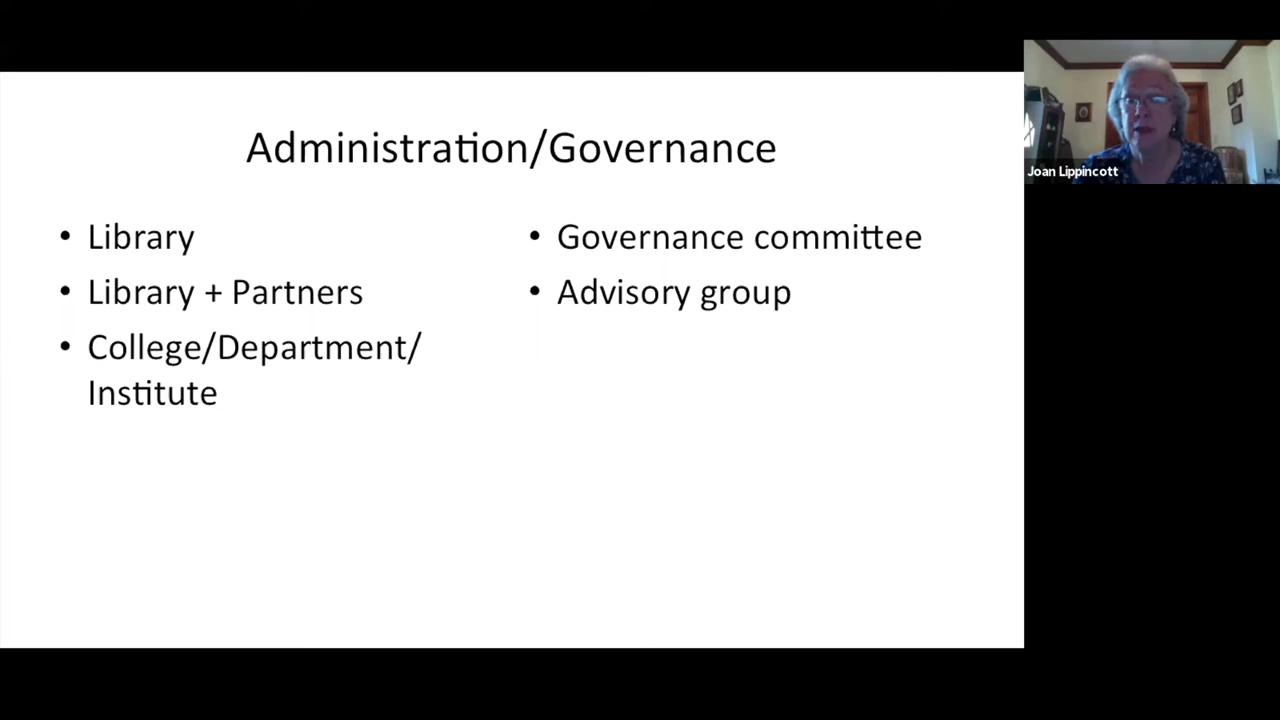 Administration/Governance
• Library
• Library + Partners
• College/Department/
Institute
• Governance committee
• Advisory group
Joan Lippincott